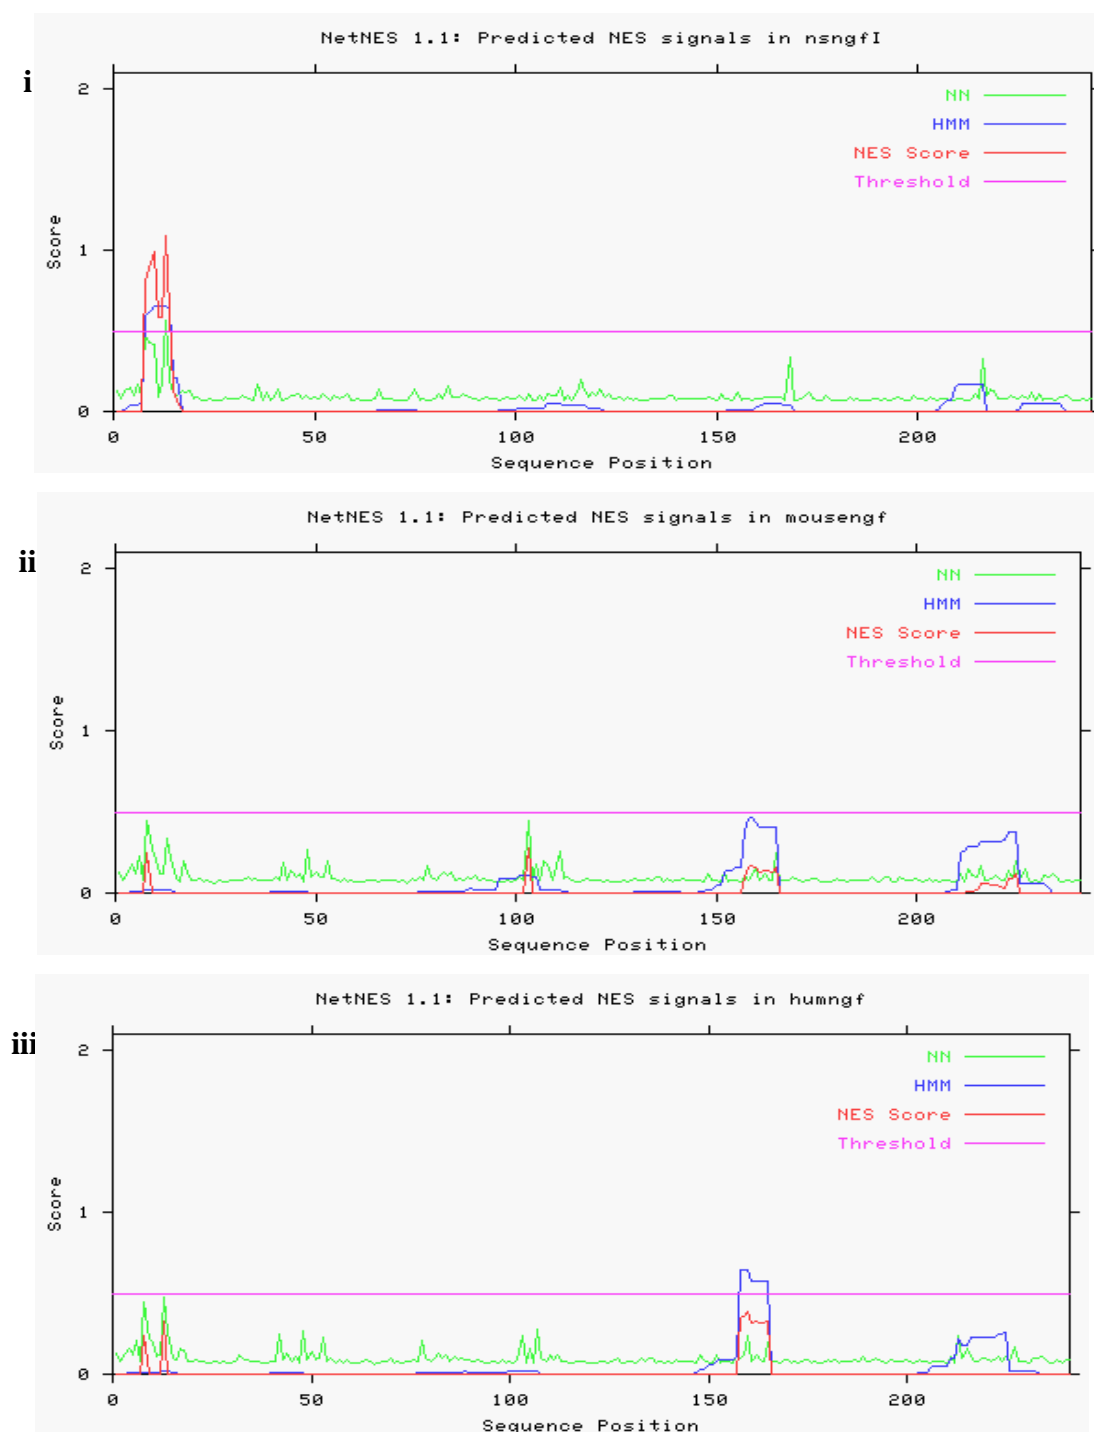 NetNES 1.1: Predicted NES signals in nsngfI
i
2
NN
HMM
NES Score
Threshold
Score
1
0
0 50 100 150 200
Sequence Position
NetNES 1.1: Predicted NES signals in mousengf
ii
2
NN
HMM
NES Score
Threshold
Score
1
0
0 50 100 150 200
Sequence Position
NetNES 1.1: Predicted NES signals in humngf
iii
2
NN
HMM
NES Score
Threshold
Score
1
0
0 50 100 150 200
Sequence Position